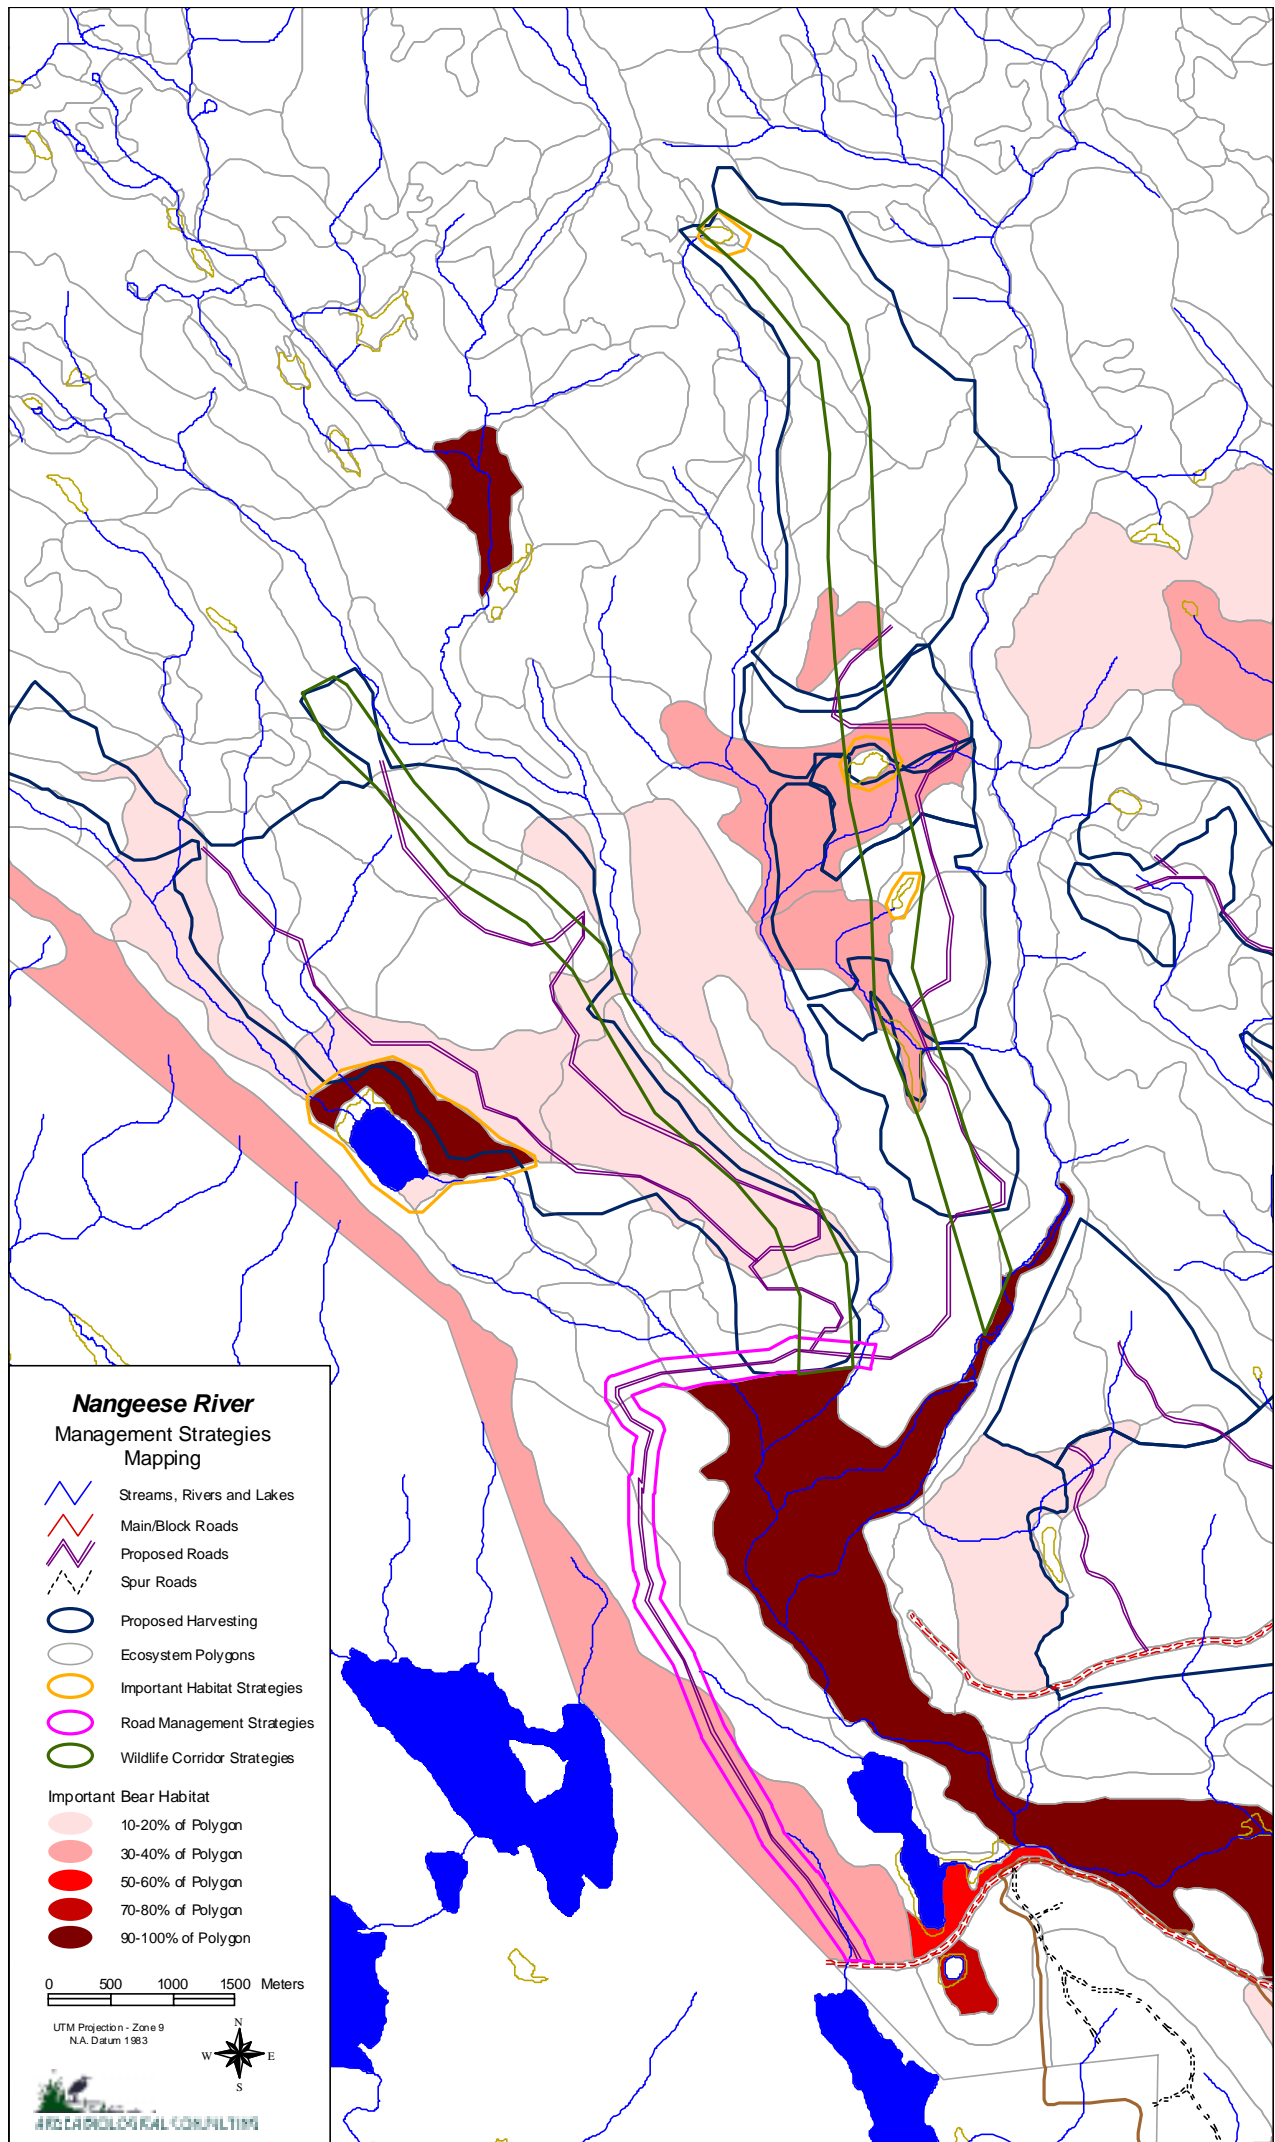 Nangeese River
Management Strategies
Mapping
Streams, Rivers and Lakes
Main/Block Roads
Proposed Roads
Spur Roads
Proposed Harvesting
Ecosystem Polygons
Important Habitat Strategies
Road Management Strategies
Wildlife Corridor Strategies
Important Bear Habitat
10-20% of Polygon
30-40% of Polygon
50-60% of Polygon
70-80% of Polygon
90-100% of Polygon
0 500 1000 1500 Meters
UTM Projection - Zone 9
N.A. Datum 1983
N
W E
S